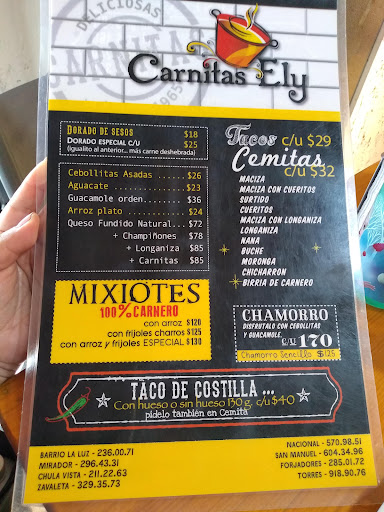 DELICIOSAS
CARNITAS
1965
Carnitas Ely
DORADO DE SESOS $18
DORADO ESPECIAL C/U $25
(igualito al anterior... más carne deshebrada)
Cebollitas Asadas $26
Aguacate $23
Guacamole orden $36
Arroz plato $24
Queso Fundido Natural... $72
+ Champiñones $78
+ Longaniza $85
+ Carnitas $85
MIXIOTES
100% CARNERO
con arroz $120
con frijoles charros $125
con arroz y frijoles ESPECIAL $130
Tacos c/u $29
Cemitas c/u $32
MACIZA
MACIZA CON CUERITOS
SURTIDO
CUERITOS
MACIZA CON LONGANIZA
LONGANIZA
NANA
BUCHE
MORONGA
CHICHARRON
BIRRIA DE CARNERO
CHAMORRO
DISFRUTALO CON CEBOLLITAS
Y GUACAMOLE
C/U 170
Chamorro Sencillo $125
TACO DE COSTILLA ...
Con hueso o sin hueso 130 g. c/u $40
pídelo también en Cemita
BARRIO LA LUZ - 236.00.71
MIRADOR - 296.43.31
CHULA VISTA - 211.22.63
ZAVALETA - 329.35.73
NACIONAL - 570.98.51
SAN MANUEL - 604.34.96
FORJADORES - 285.01.72
TORRES - 918.90.76